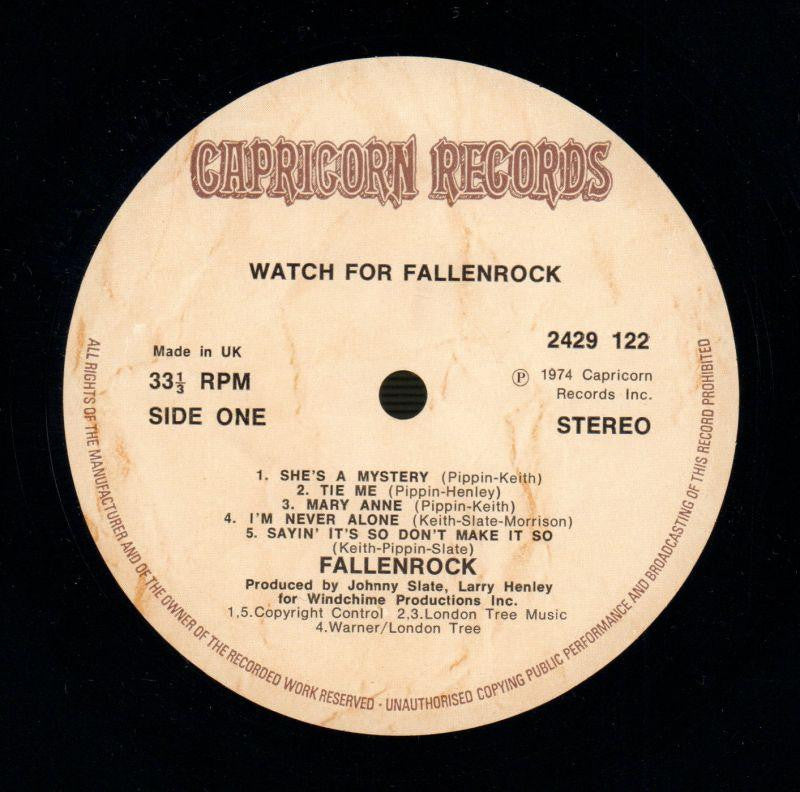 CAPRICORN RECORDS
WATCH FOR FALLENROCK
Made in UK
33⅓ RPM
SIDE ONE
2429 122
Ⓟ 1974 Capricorn
Records Inc.
STEREO
1. SHE'S A MYSTERY (Pippin-Keith)
2. TIE ME (Pippin-Henley)
3. MARY ANNE (Pippin-Keith)
4. I'M NEVER ALONE (Keith-Slate-Morrison)
5. SAYIN' IT'S SO DON'T MAKE IT SO
(Keith-Pippin-Slate)
FALLENROCK
Produced by Johnny Slate, Larry Henley
for Windchime Productions Inc.
1,5.Copyright Control 2,3.London Tree Music
4.Warner/London Tree
ALL RIGHTS OF THE MANUFACTURER AND OF THE OWNER OF THE RECORDED WORK RESERVED · UNAUTHORISED COPYING PUBLIC PERFORMANCE AND BROADCASTING OF THIS RECORD PROHIBITED